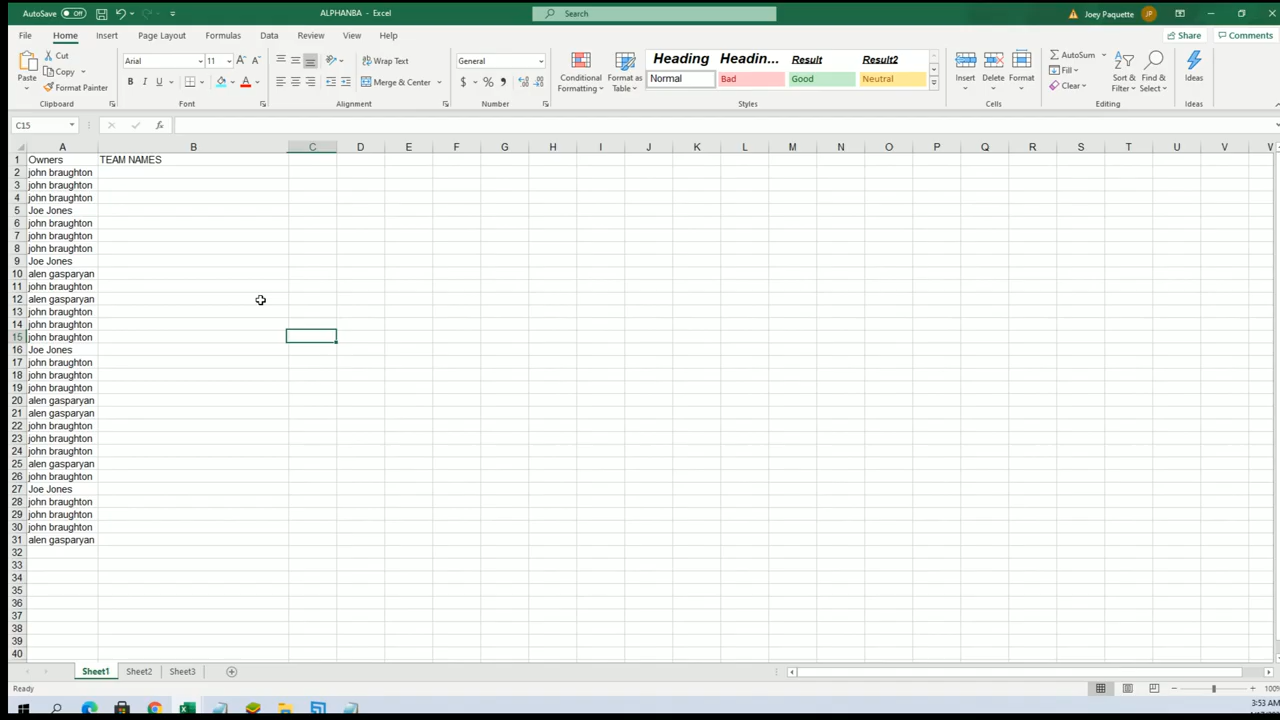 AutoSave Off ALPHANBA - Excel Search Joey Paquette JP
File Home Insert Page Layout Formulas Data Review View Help Share Comments
Paste Cut Copy Format Painter Clipboard
Arial 11 A A B I U A Font
Wrap Text Merge & Center Alignment
General $ % Number
Conditional Formatting Format as Table
Heading Headin... Result Result2
Normal Bad Good Neutral
Styles
Insert Delete Format Cells
AutoSum Fill Clear Sort & Filter Find & Select Editing
Ideas Ideas
C15 fx
A B C D E F G H I J K L M N O P Q R S T U V W
1 Owners TEAM NAMES
2 john braughton
3 john braughton
4 john braughton
5 Joe Jones
6 john braughton
7 john braughton
8 john braughton
9 Joe Jones
10 alen gasparyan
11 john braughton
12 alen gasparyan
13 john braughton
14 john braughton
15 john braughton
16 Joe Jones
17 john braughton
18 john braughton
19 john braughton
20 alen gasparyan
21 alen gasparyan
22 john braughton
23 john braughton
24 john braughton
25 alen gasparyan
26 john braughton
27 Joe Jones
28 john braughton
29 john braughton
30 john braughton
31 alen gasparyan
32
33
34
35
36
37
38
39
40
Sheet1 Sheet2 Sheet3
Ready 100%
3:53 AM